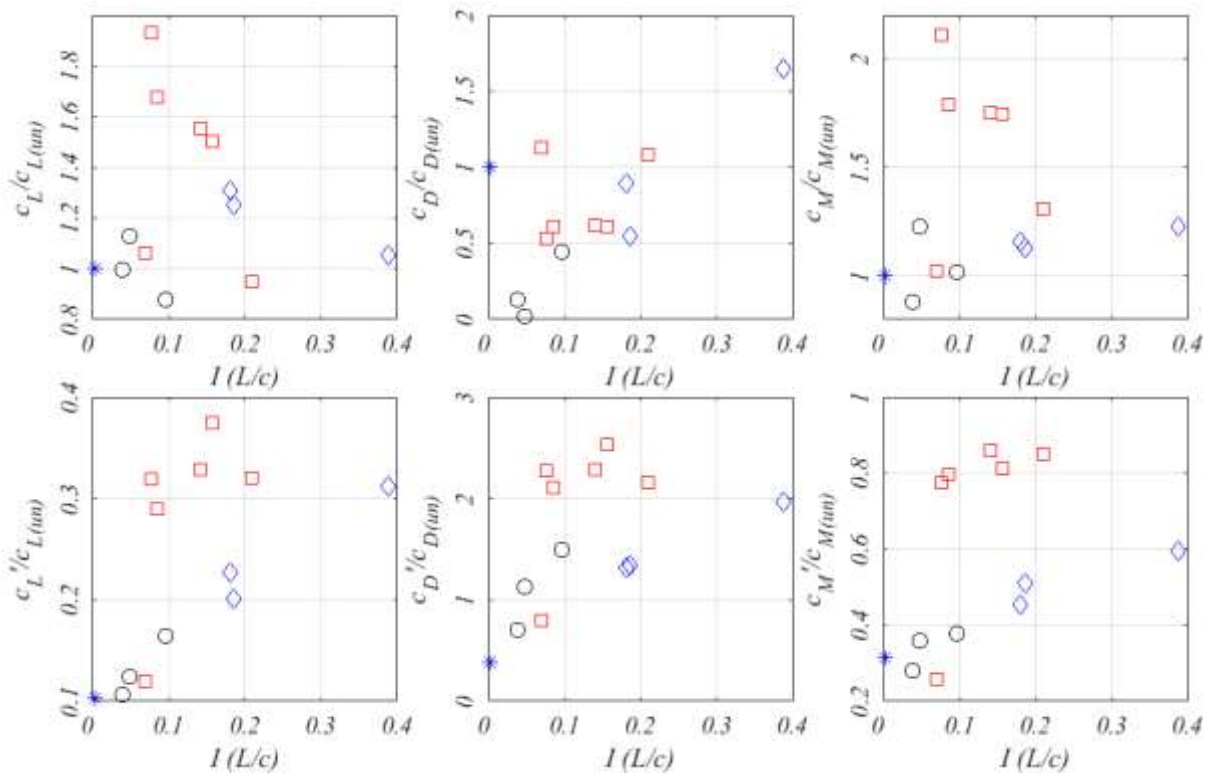 c_L/c_L(un)
1.8
1.6
1.4
1.2
1
0.8
0 0.1 0.2 0.3 0.4
I (L/c)
c_D/c_D(un)
2
1.5
1
0.5
0
0 0.1 0.2 0.3 0.4
I (L/c)
c_M/c_M(un)
2
1.5
1
0 0.1 0.2 0.3 0.4
I (L/c)
c_L'/c_L(un)
0.4
0.3
0.2
0.1
0 0.1 0.2 0.3 0.4
I (L/c)
c_D'/c_D(un)
3
2
1
0
0 0.1 0.2 0.3 0.4
I (L/c)
c_M'/c_M(un)
1
0.8
0.6
0.4
0.2
0 0.1 0.2 0.3 0.4
I (L/c)